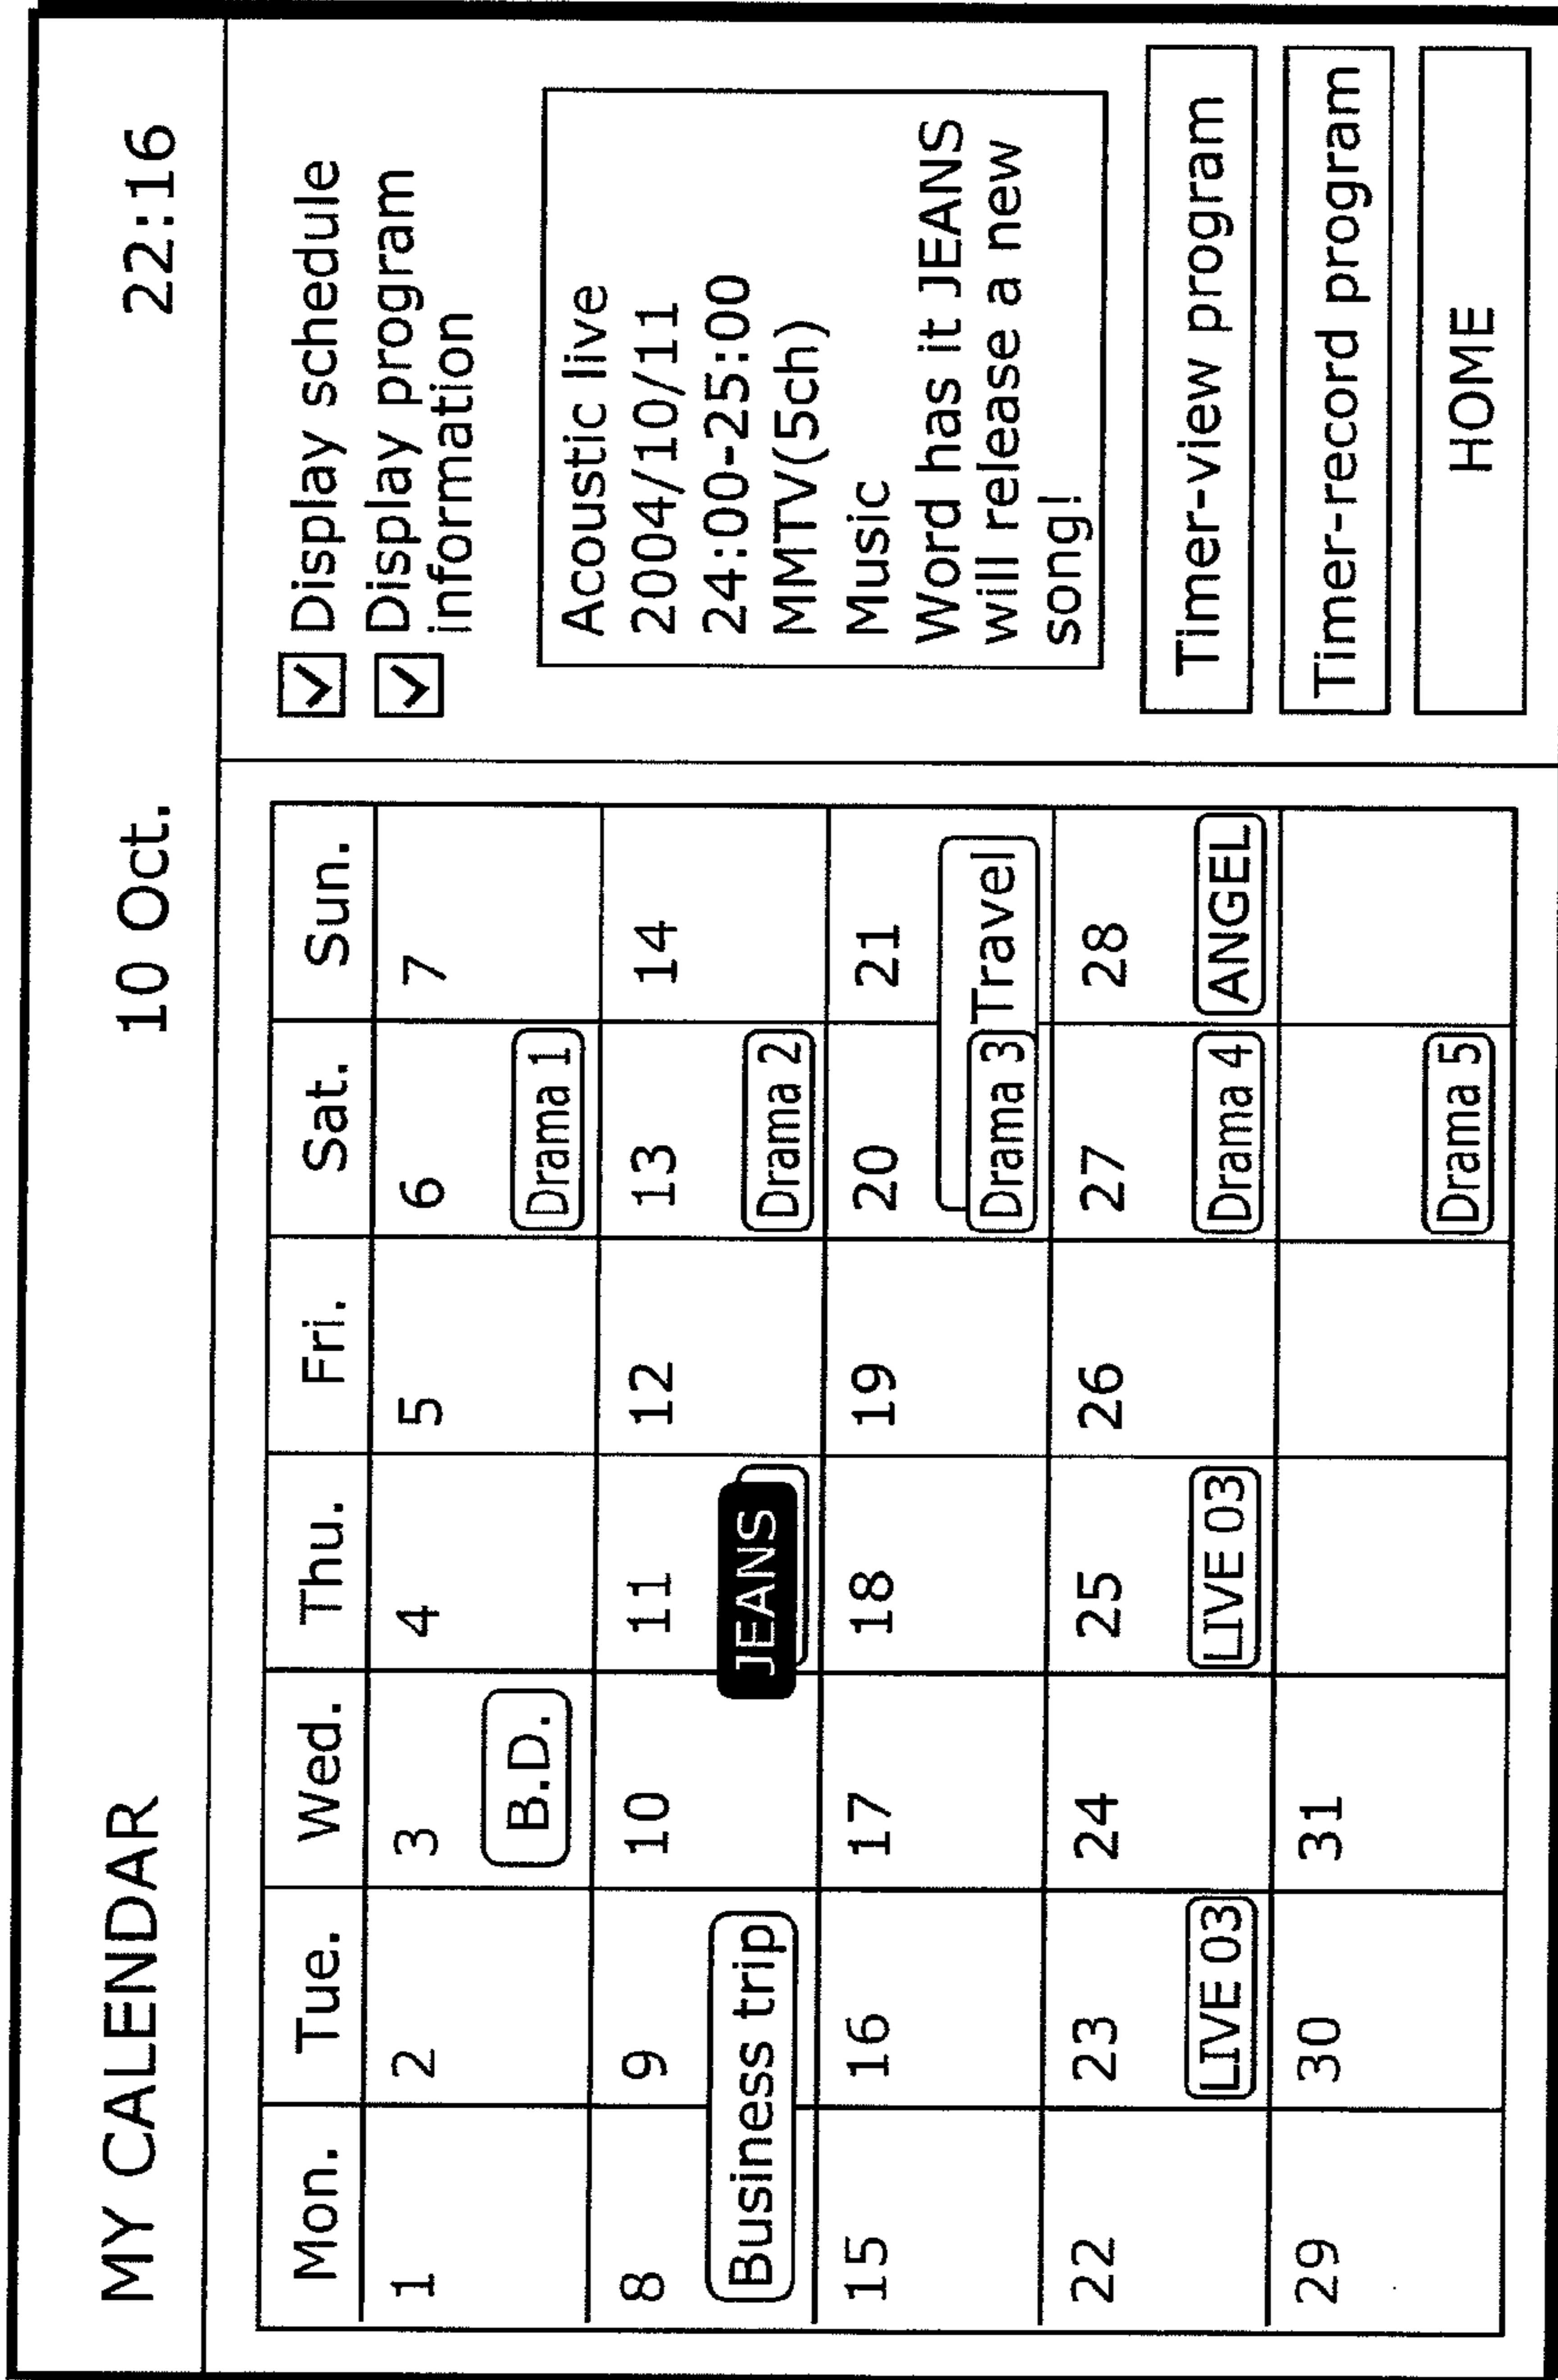 MY CALENDAR 10 Oct. 22:16
Mon. Tue. Wed. Thu. Fri. Sat. Sun.
1 2 3 4 5 6 7
B.D. Drama 1
8 9 10 11 12 13 14
Business trip JEANS Drama 2
15 16 17 18 19 20 21
Drama 3 Travel
22 23 24 25 26 27 28
LIVE 03 LIVE 03 Drama 4 ANGEL
29 30 31
Drama 5
Display schedule
Display program
information
Acoustic live
2004/10/11
24:00-25:00
MMTV(5ch)
Music
Word has it JEANS
will release a new
song!
Timer-view program
Timer-record program
HOME